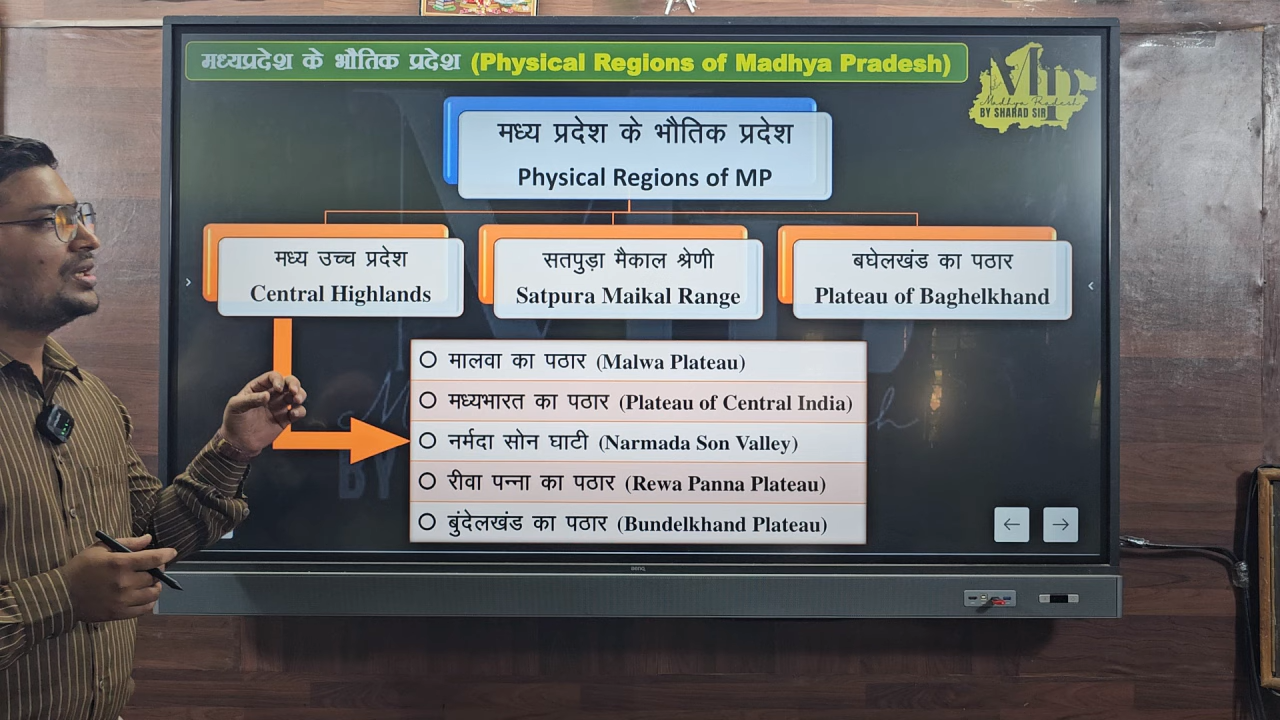 मध्यप्रदेश के भौतिक प्रदेश (Physical Regions of Madhya Pradesh)
MP
Madhya Pradesh
BY SHARAD SIR
मध्य प्रदेश के भौतिक प्रदेश
Physical Regions of MP
मध्य उच्च प्रदेश
Central Highlands
सतपुड़ा मैकाल श्रेणी
Satpura Maikal Range
बघेलखंड का पठार
Plateau of Baghelkhand
मालवा का पठार (Malwa Plateau)
मध्यभारत का पठार (Plateau of Central India)
नर्मदा सोन घाटी (Narmada Son Valley)
रीवा पन्ना का पठार (Rewa Panna Plateau)
बुंदेलखंड का पठार (Bundelkhand Plateau)
BenQ